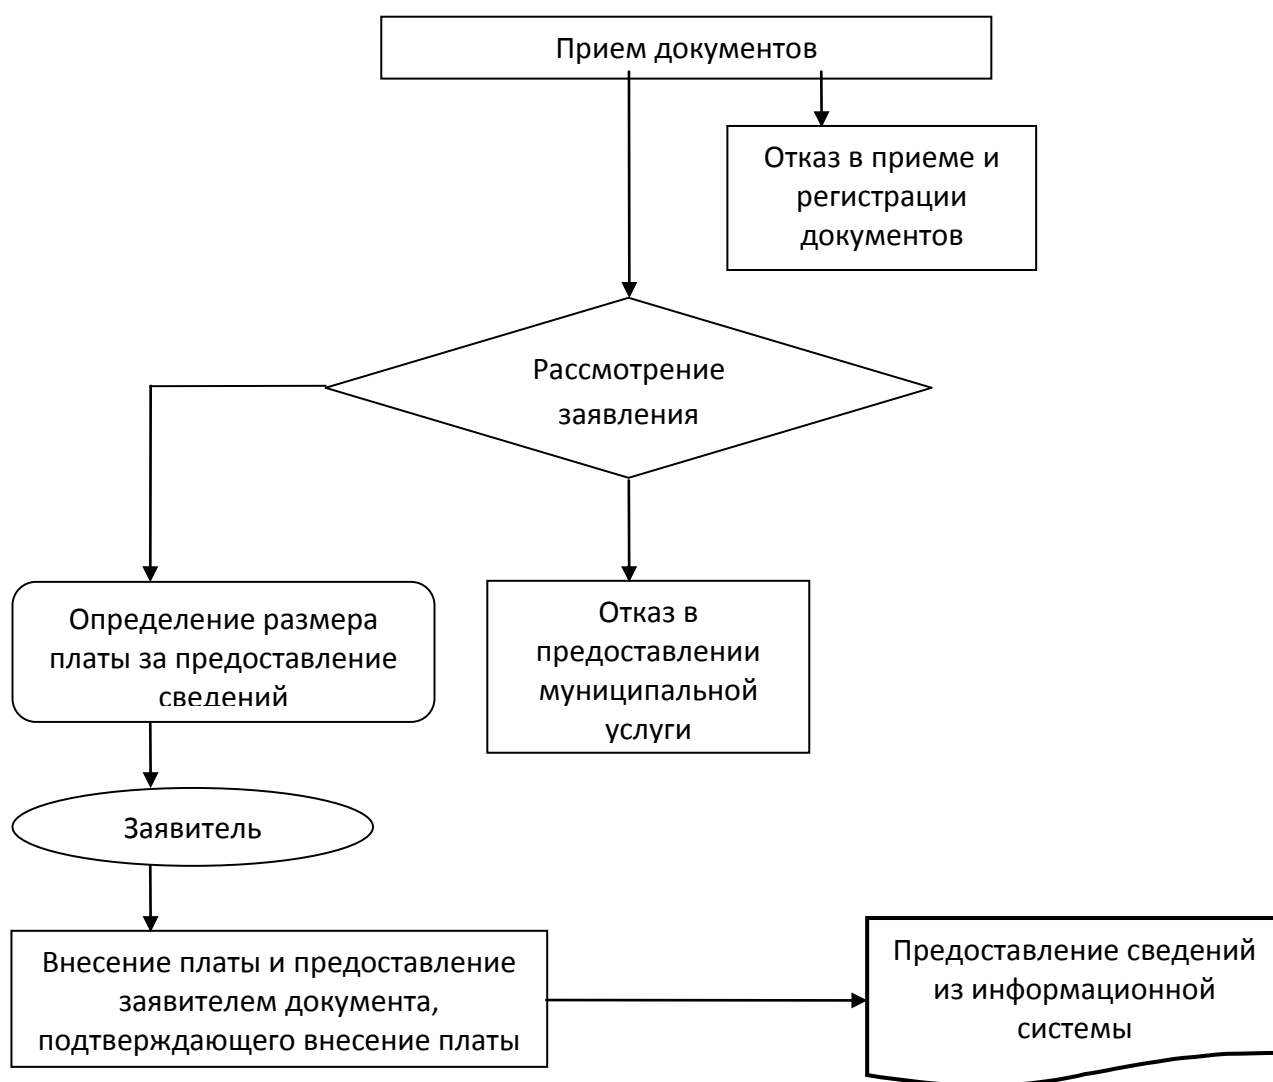 Прием документов
Отказ в приеме и
регистрации
документов
Рассмотрение
заявления
Определение размера
платы за предоставление
сведений
Отказ в
предоставлении
муниципальной
услуги
Заявитель
Внесение платы и предоставление
заявителем документа,
подтверждающего внесение платы
Предоставление сведений
из информационной
системы